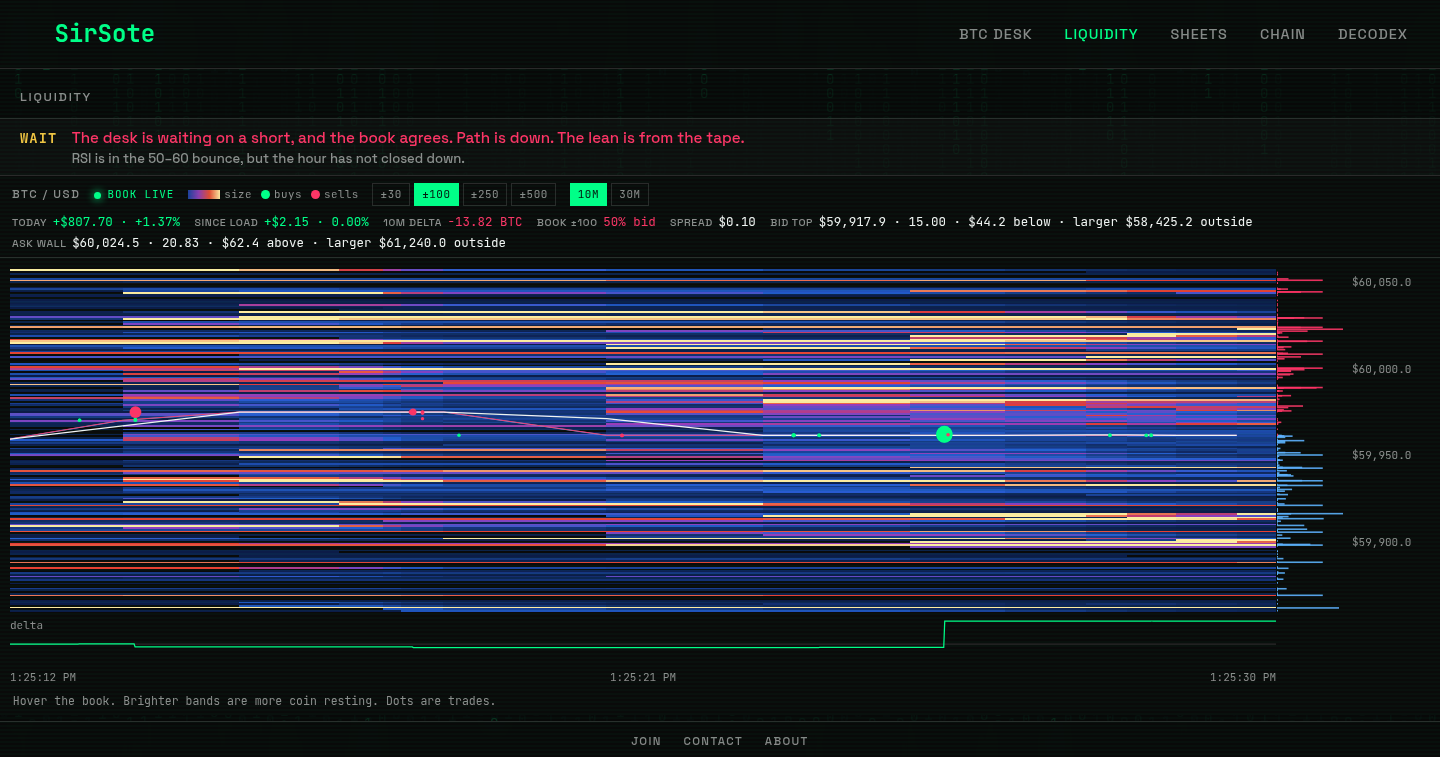 SirSote
BTC DESK LIQUIDITY SHEETS CHAIN DECODEX
LIQUIDITY
WAIT The desk is waiting on a short, and the book agrees. Path is down. The lean is from the tape.
RSI is in the 50–60 bounce, but the hour has not closed down.
BTC / USD BOOK LIVE size buys sells ±30 ±100 ±250 ±500 10M 30M
TODAY +$807.70 · +1.37% SINCE LOAD +$2.15 · 0.00% 10M DELTA -13.82 BTC BOOK ±100 50% bid SPREAD $0.10 BID TOP $59,917.9 · 15.00 · $44.2 below · larger $58,425.2 outside
ASK WALL $60,024.5 · 20.83 · $62.4 above · larger $61,240.0 outside
$60,050.0
$60,000.0
$59,950.0
$59,900.0
delta
1:25:12 PM 1:25:21 PM 1:25:30 PM
Hover the book. Brighter bands are more coin resting. Dots are trades.
JOIN CONTACT ABOUT